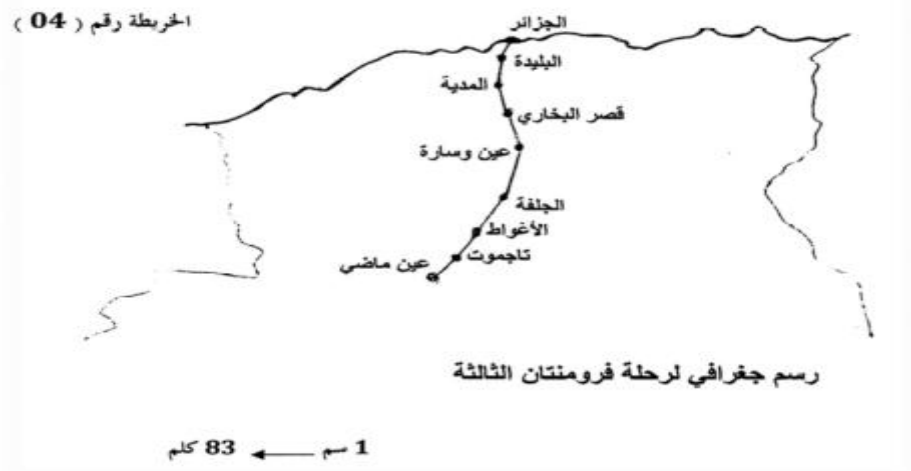 الخريطة رقم ( 04 )
الجزائر
البليدة
المدية
قصر البخاري
عين وسارة
الجلفة
الأغواط
تاجموت
عين ماضي
رسم جغرافي لرحلة فرومنتان الثالثة
1 سم ← 83 كلم